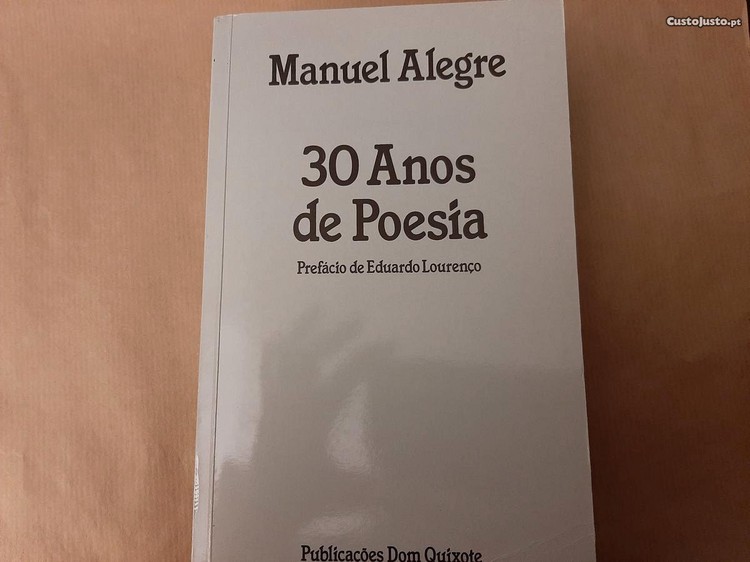 CustoJusto.pt
Manuel Alegre
30 Anos
de Poesia
Prefácio de Eduardo Lourenço
Publicações Dom Quixote